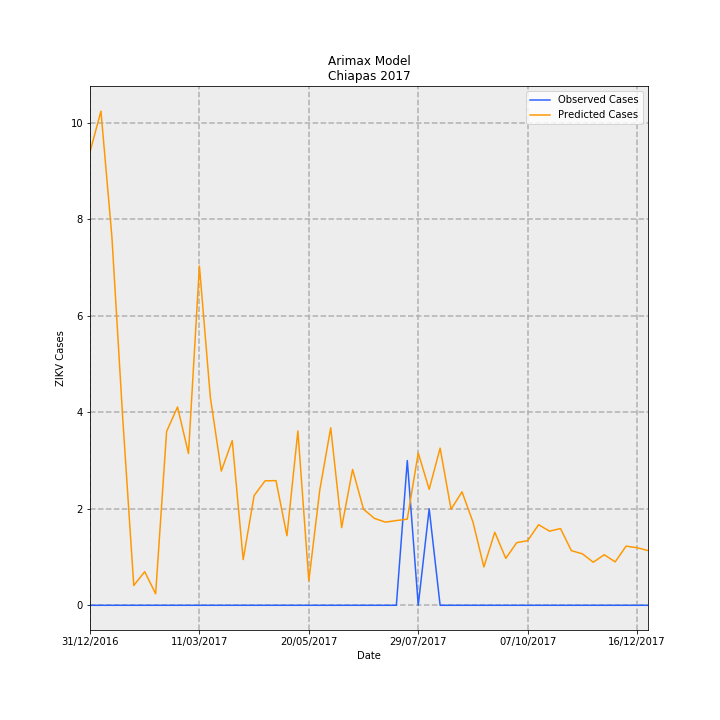 Arimax Model
Chiapas 2017
Observed Cases
Predicted Cases
10
8
6
4
2
0
ZIKV Cases
31/12/2016 11/03/2017 20/05/2017 29/07/2017 07/10/2017 16/12/2017
Date